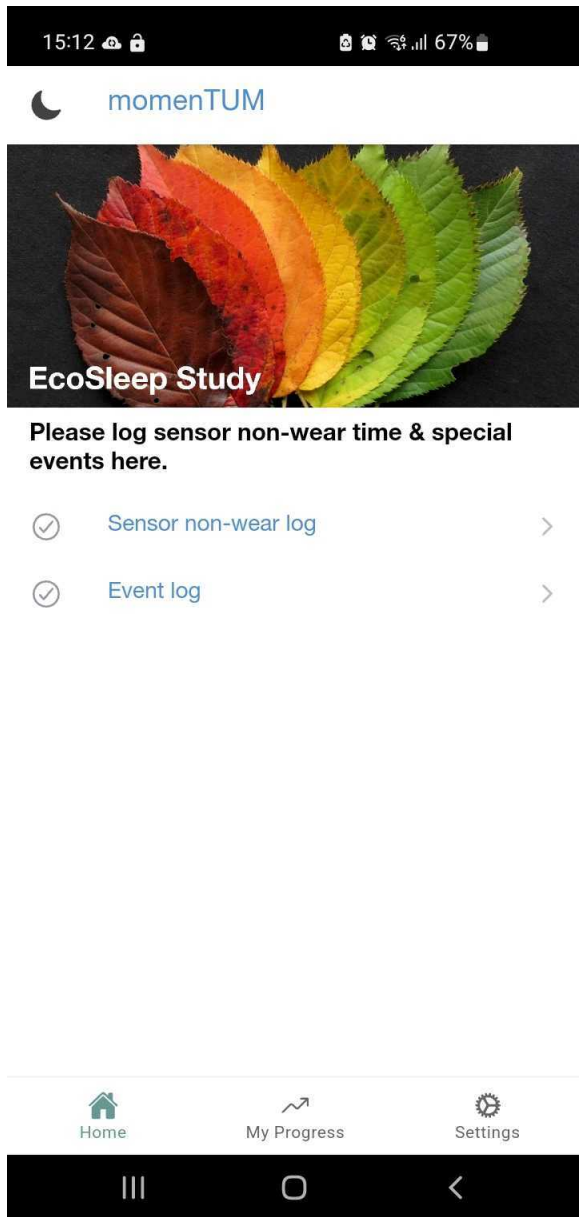 15:12
67%
momenTUM
EcoSleep Study
Please log sensor non-wear time & special
events here.
Sensor non-wear log
Event log
Home
My Progress
Settings